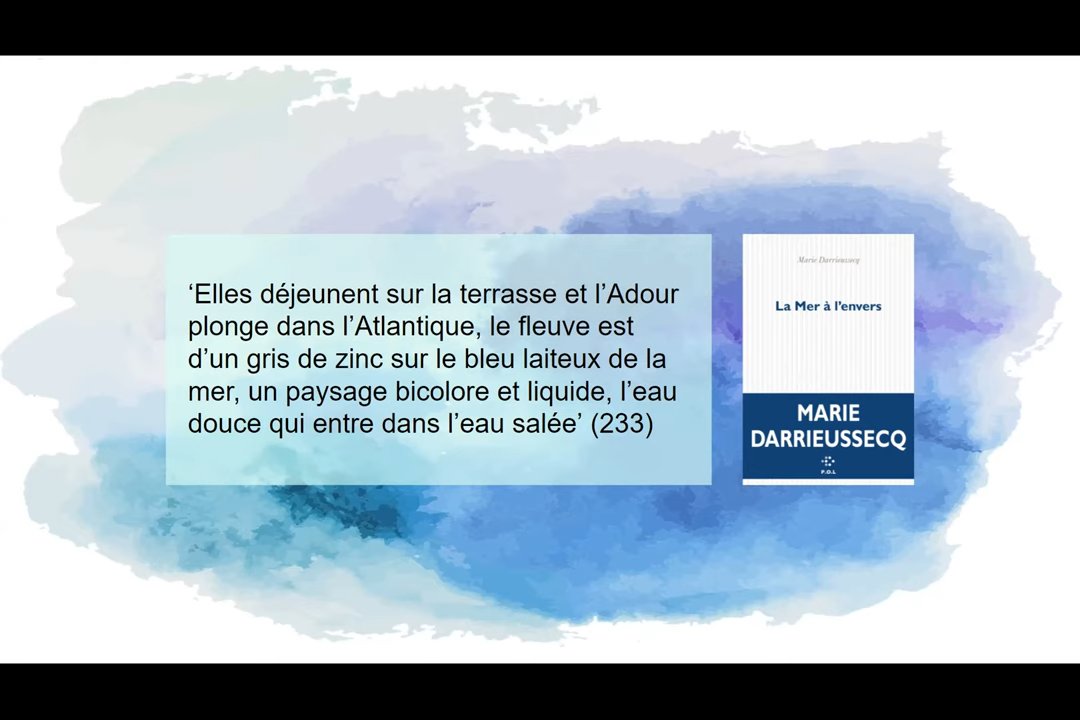 ‘Elles déjeunent sur la terrasse et l’Adour
plonge dans l’Atlantique, le fleuve est
d’un gris de zinc sur le bleu laiteux de la
mer, un paysage bicolore et liquide, l’eau
douce qui entre dans l’eau salée’ (233)
Marie Darrieussecq
La Mer à l’envers
MARIE
DARRIEUSSECQ
P.O.L